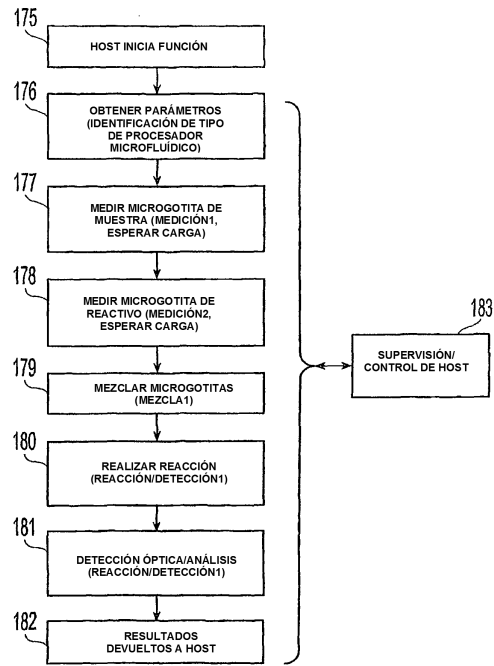 175
HOST INICIA FUNCIÓN
176
OBTENER PARÁMETROS
(IDENTIFICACIÓN DE TIPO
DE PROCESADOR
MICROFLUÍDICO)
177
MEDIR MICROGOTITA DE
MUESTRA (MEDICIÓN1,
ESPERAR CARGA)
178
MEDIR MICROGOTITA DE
REACTIVO (MEDICIÓN2,
ESPERAR CARGA)
179
MEZCLAR MICROGOTITAS
(MEZCLA1)
180
REALIZAR REACCIÓN
(REACCIÓN/DETECCIÓN1)
181
DETECCIÓN ÓPTICA/ANÁLISIS
(REACCIÓN/DETECCIÓN1)
182
RESULTADOS
DEVUELTOS A HOST
183
SUPERVISIÓN/
CONTROL DE HOST